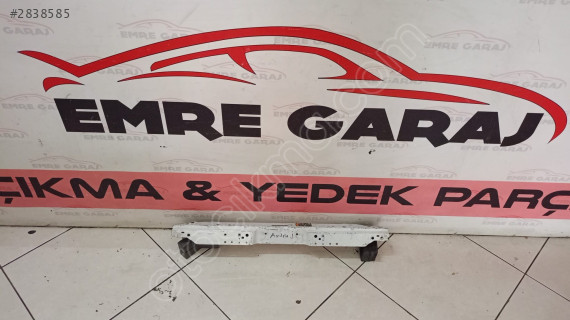 #2838585
EMRE GARAJ
ÇIKMA & YEDEK PARÇ